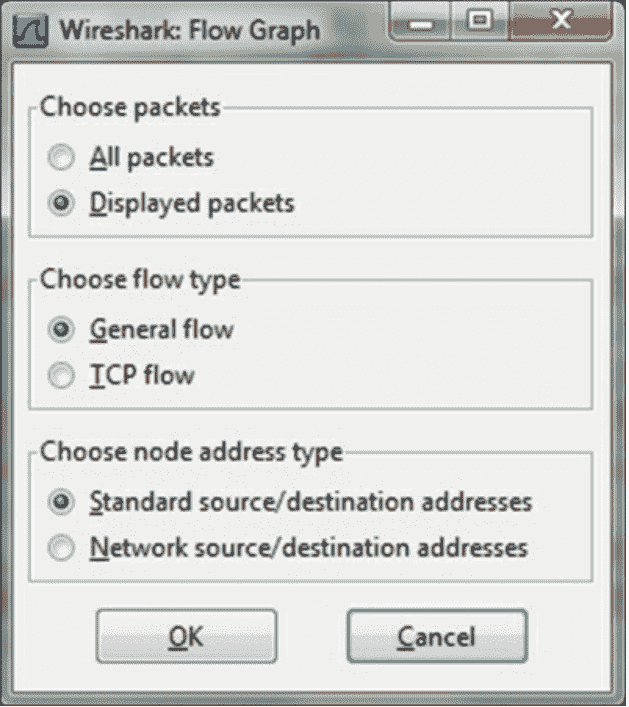 Wireshark: Flow Graph
Choose packets
All packets
Displayed packets
Choose flow type
General flow
TCP flow
Choose node address type
Standard source/destination addresses
Network source/destination addresses
OK
Cancel